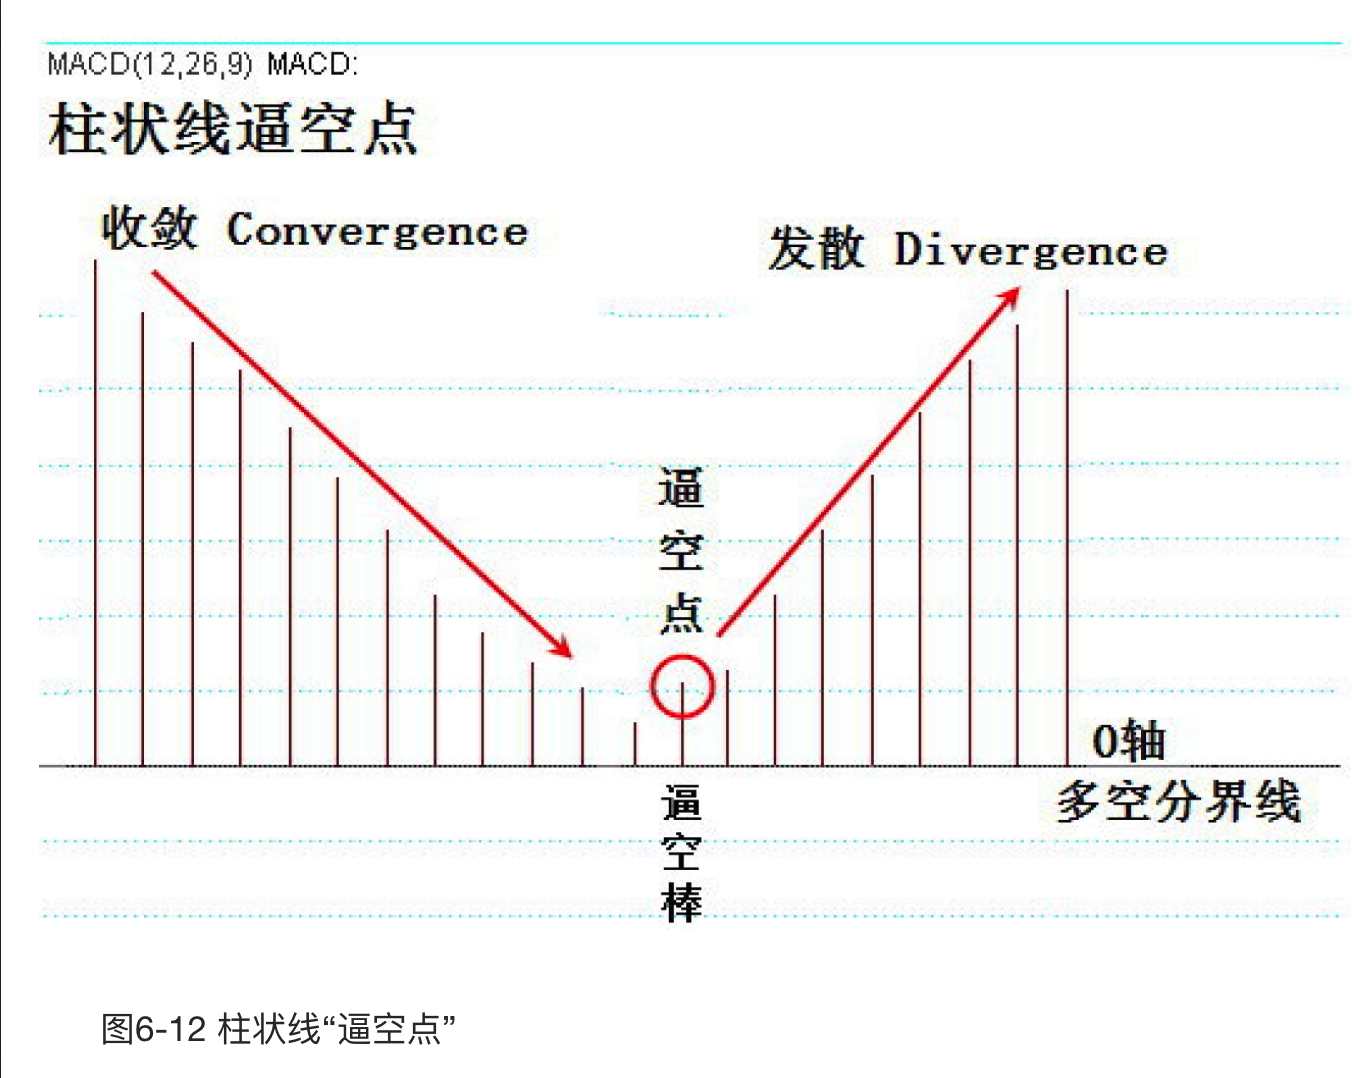 MACD(12,26,9) MACD:
柱状线逼空点
收敛 Convergence
发散 Divergence
逼空点
0轴
多空分界线
逼空棒
图6-12 柱状线“逼空点”